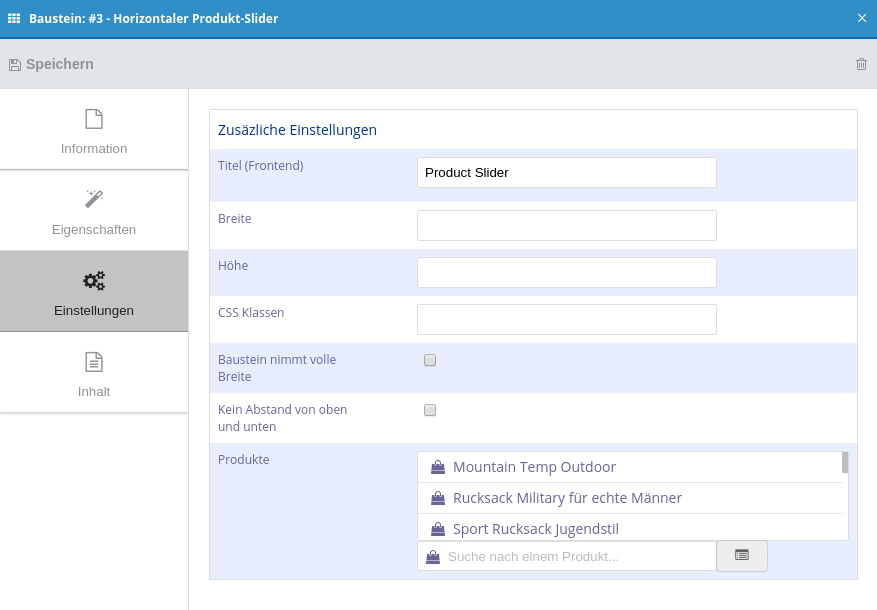 Baustein: #3 - Horizontaler Produkt-Slider
Speichern
Information
Eigenschaften
Einstellungen
Inhalt
Zusäzliche Einstellungen
Titel (Frontend)
Product Slider
Breite
Höhe
CSS Klassen
Baustein nimmt volle
Breite
Kein Abstand von oben
und unten
Produkte
Mountain Temp Outdoor
Rucksack Military für echte Männer
Sport Rucksack Jugendstil
Suche nach einem Produkt...